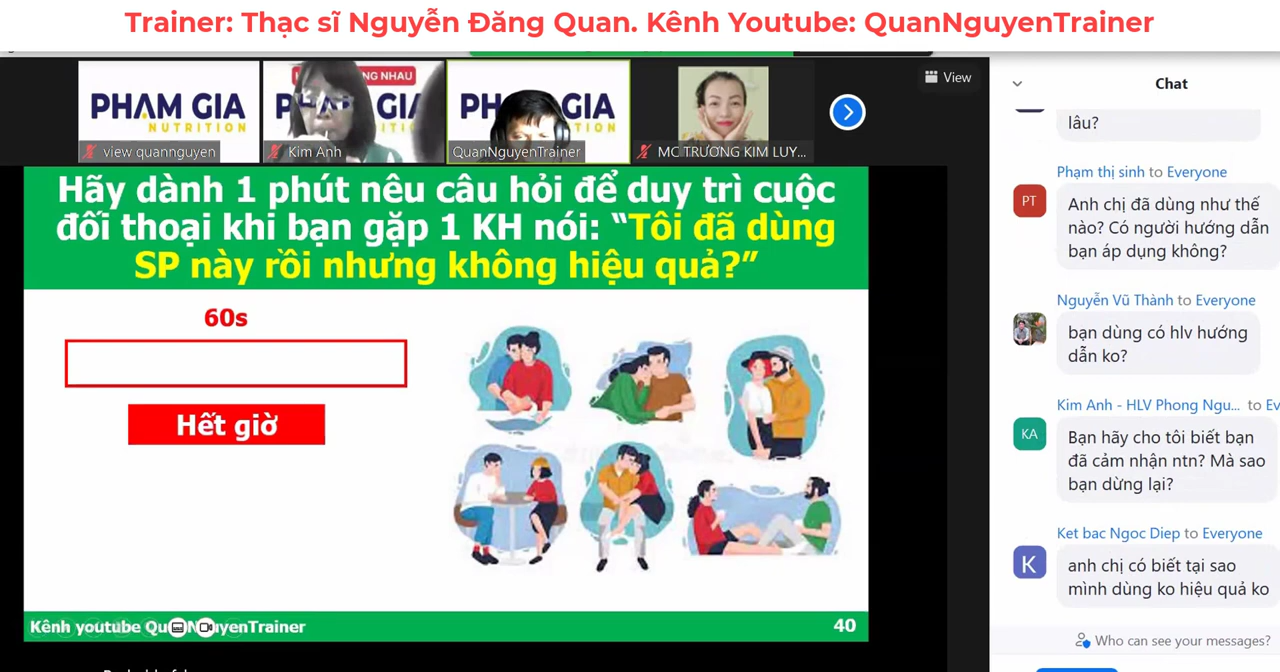 Trainer: Thạc sĩ Nguyễn Đăng Quan. Kênh Youtube: QuanNguyenTrainer
PHAM GIA
NUTRITION
view quannguyen
NG NHAU
Kim Anh
GIA
QuanNguyenTrainer
MC TRƯƠNG KIM LUY...
View
Hãy dành 1 phút nêu câu hỏi để duy trì cuộc
đối thoại khi bạn gặp 1 KH nói: “Tôi đã dùng
SP này rồi nhưng không hiệu quả?”
60s
Hết giờ
Kênh youtube QuanNguyenTrainer
40
Chat
lâu?
Phạm thị sinh to Everyone
PT
Anh chị đã dùng như thế
nào? Có người hướng dẫn
bạn áp dụng không?
Nguyễn Vũ Thành to Everyone
bạn dùng có hlv hướng
dẫn ko?
Kim Anh - HLV Phong Ngu... to Ev
KA
Bạn hãy cho tôi biết bạn
đã cảm nhận ntn? Mà sao
bạn dừng lại?
Ket bac Ngoc Diep to Everyone
K
anh chị có biết tại sao
mình dùng ko hiệu quả ko
Who can see your messages?